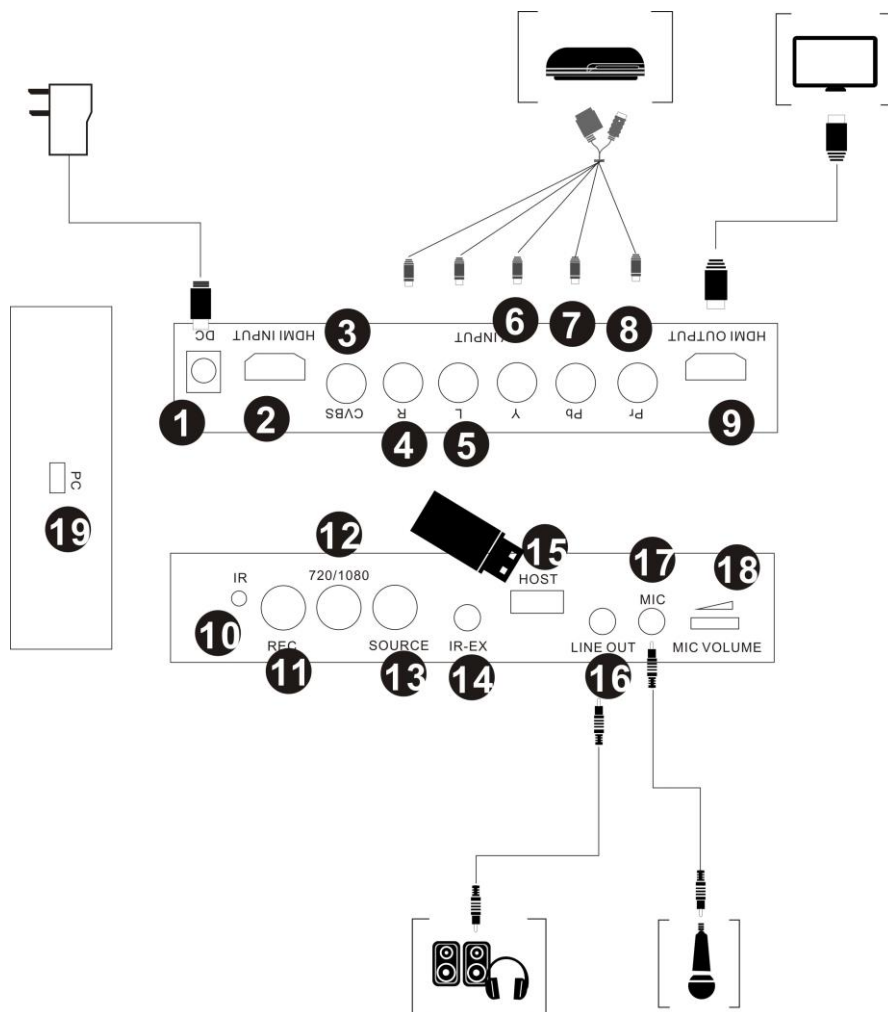 3
6
7
8
DC
HDMI INPUT
INPUT
HDMI OUTPUT
1
2
CVBS
R
L
Y
Pb
Pr
9
4
5
PC
19
12
15
17
18
IR
720/1080
HOST
MIC
10
REC
SOURCE
IR-EX
LINE OUT
MIC VOLUME
11
13
14
16